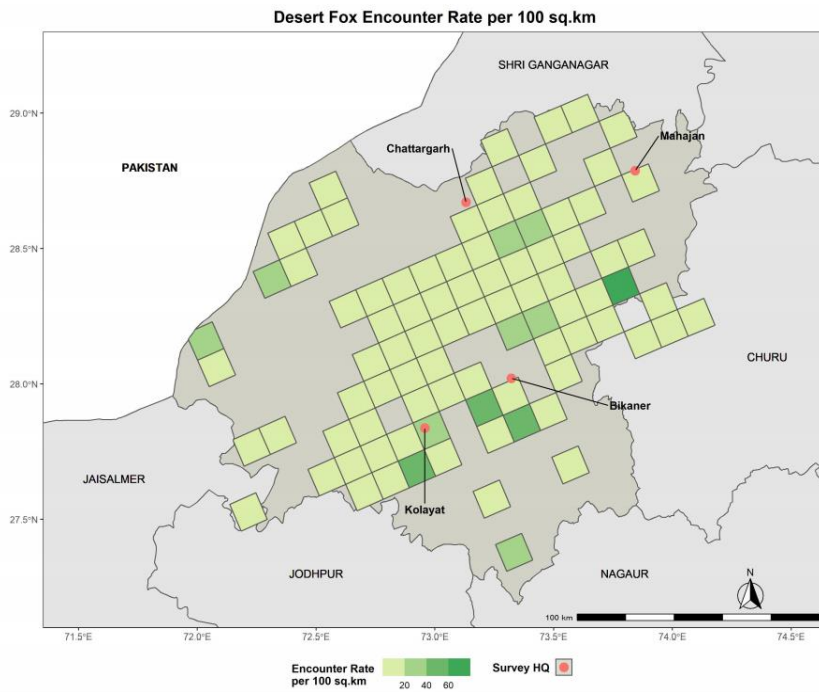 Desert Fox Encounter Rate per 100 sq.km
SHRI GANGANAGAR
29.0°N
Mahajan
Chattargarh
PAKISTAN
28.5°N
CHURU
28.0°N
Bikaner
JAISALMER
Kolayat
27.5°N
JODHPUR
NAGAUR
N
100 km
71.5°E 72.0°E 72.5°E 73.0°E 73.5°E 74.0°E 74.5°E
Encounter Rate
per 100 sq.km
20 40 60
Survey HQ